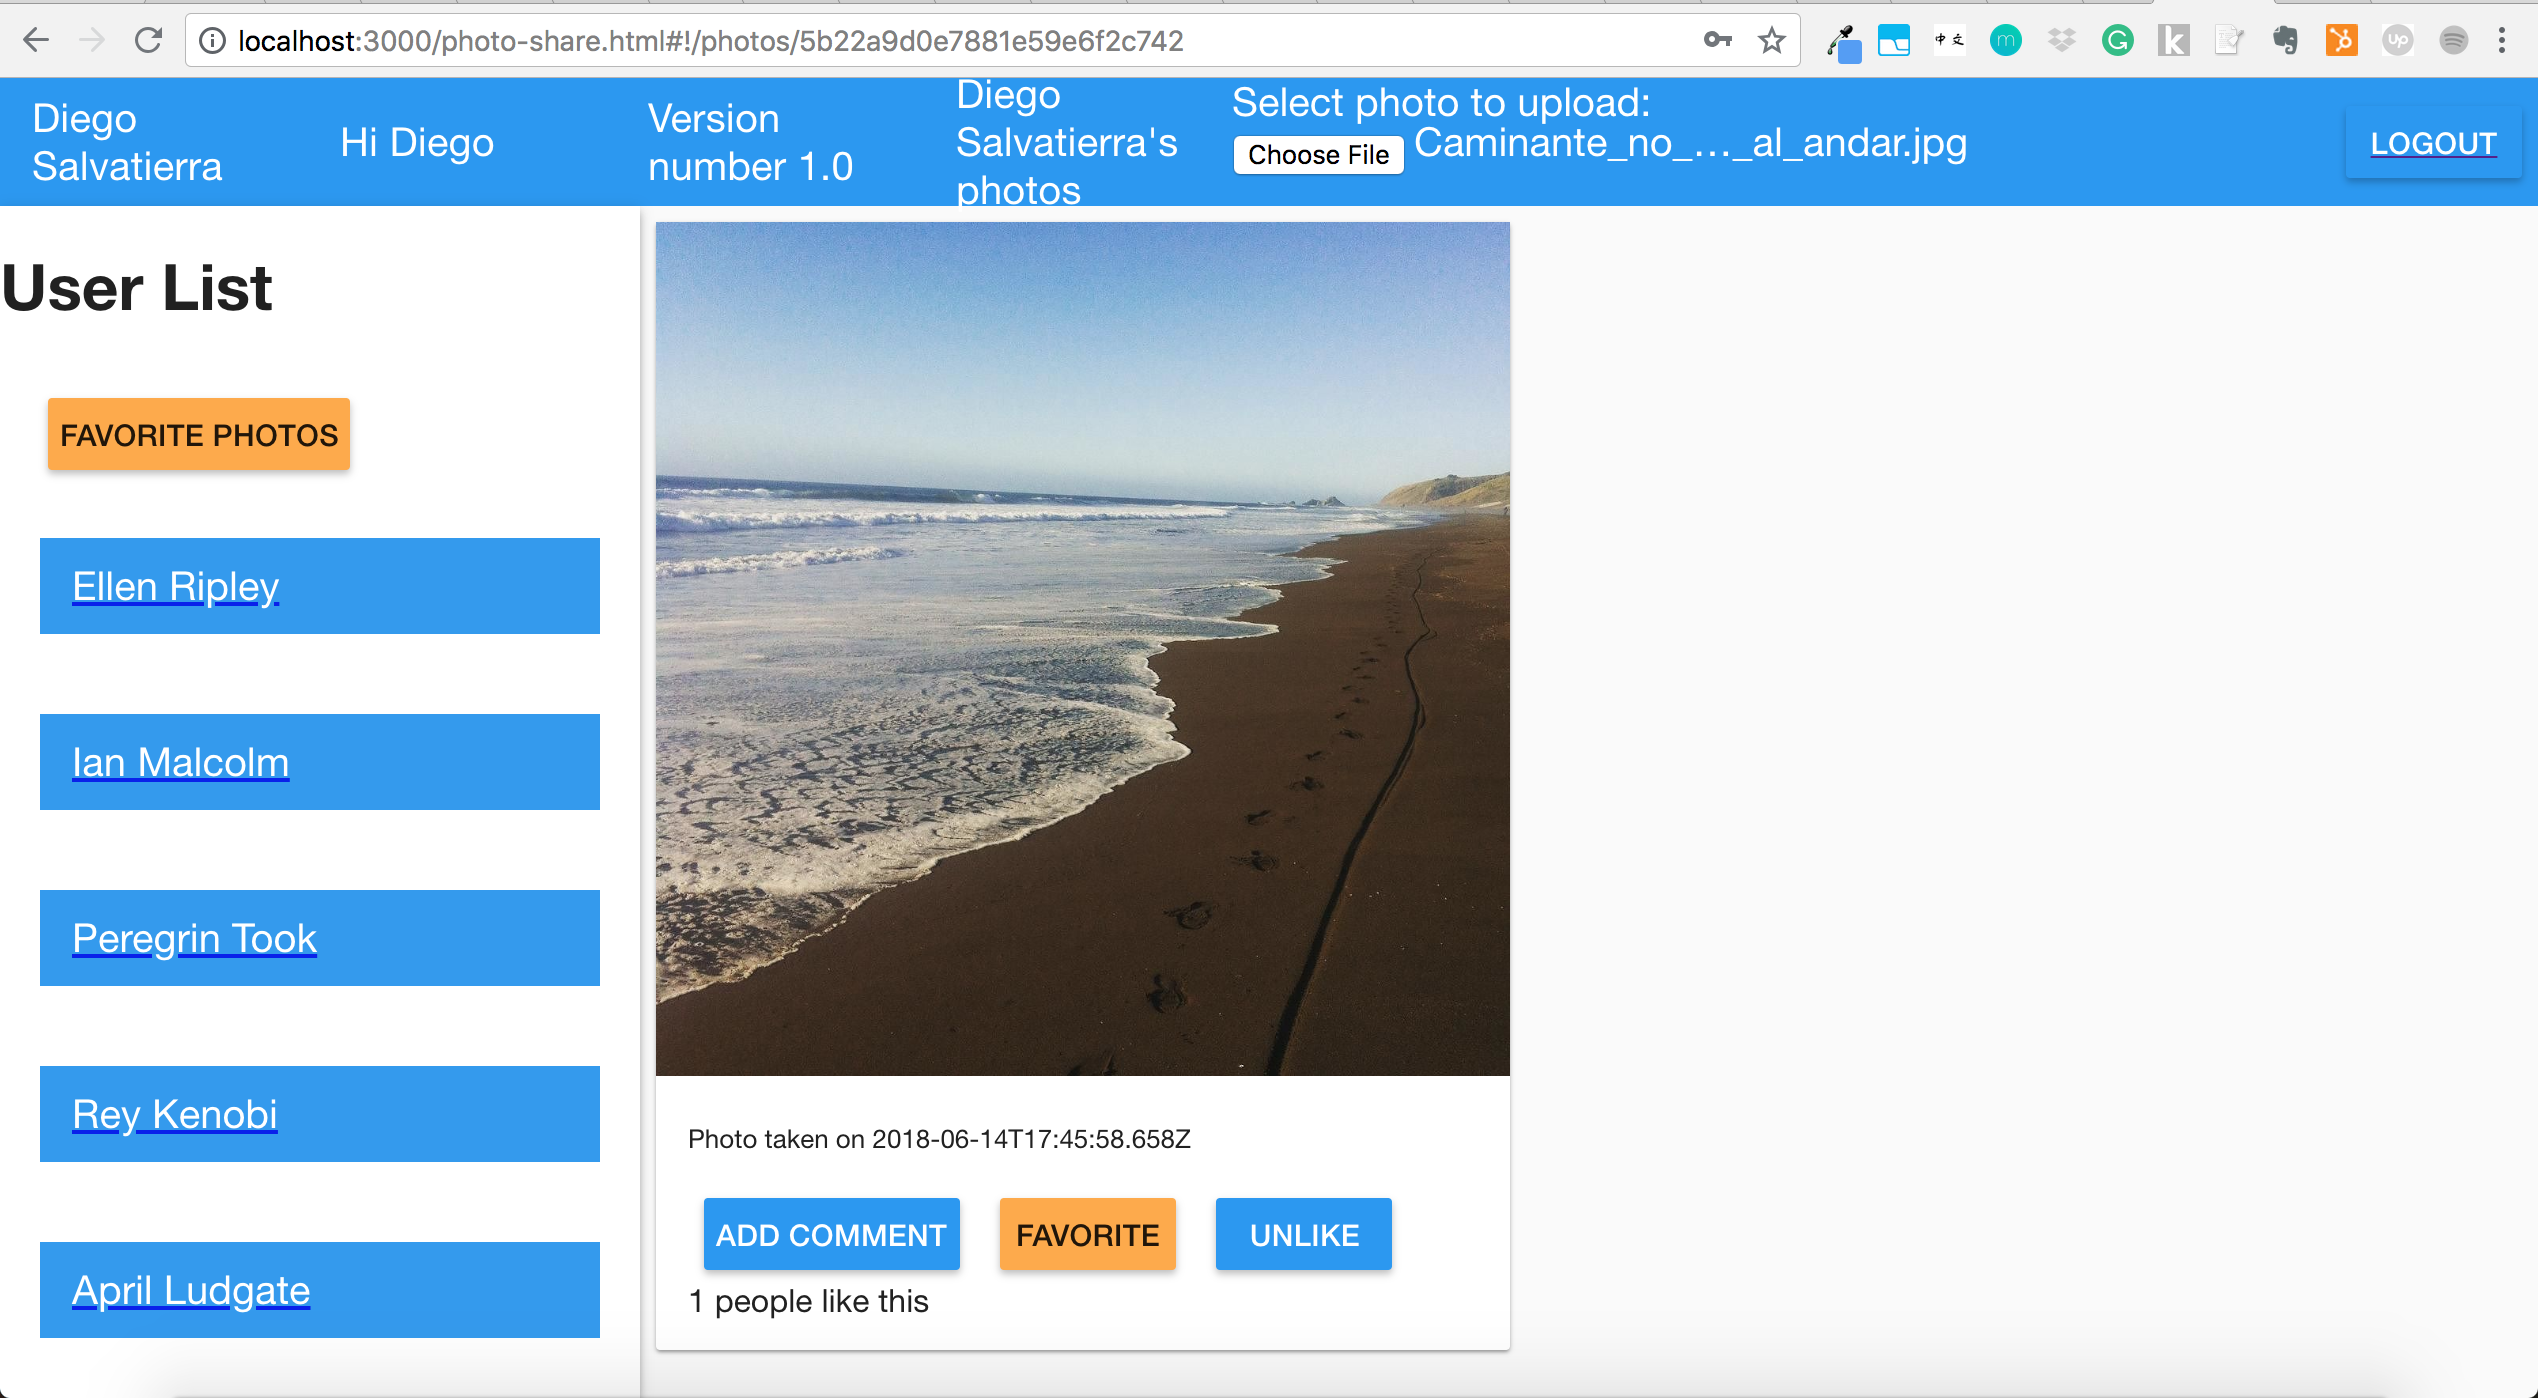 localhost:3000/photo-share.html#!/photos/5b22a9d0e7881e59e6f2c742
中 文
m
G
k
up
Diego
Salvatierra
Hi Diego
Version
number 1.0
Diego
Salvatierra's
photos
Select photo to upload:
Choose File Caminante_no_…_al_andar.jpg
LOGOUT
User List
FAVORITE PHOTOS
Ellen Ripley
Ian Malcolm
Peregrin Took
Rey Kenobi
April Ludgate
Photo taken on 2018-06-14T17:45:58.658Z
ADD COMMENT
FAVORITE
UNLIKE
1 people like this